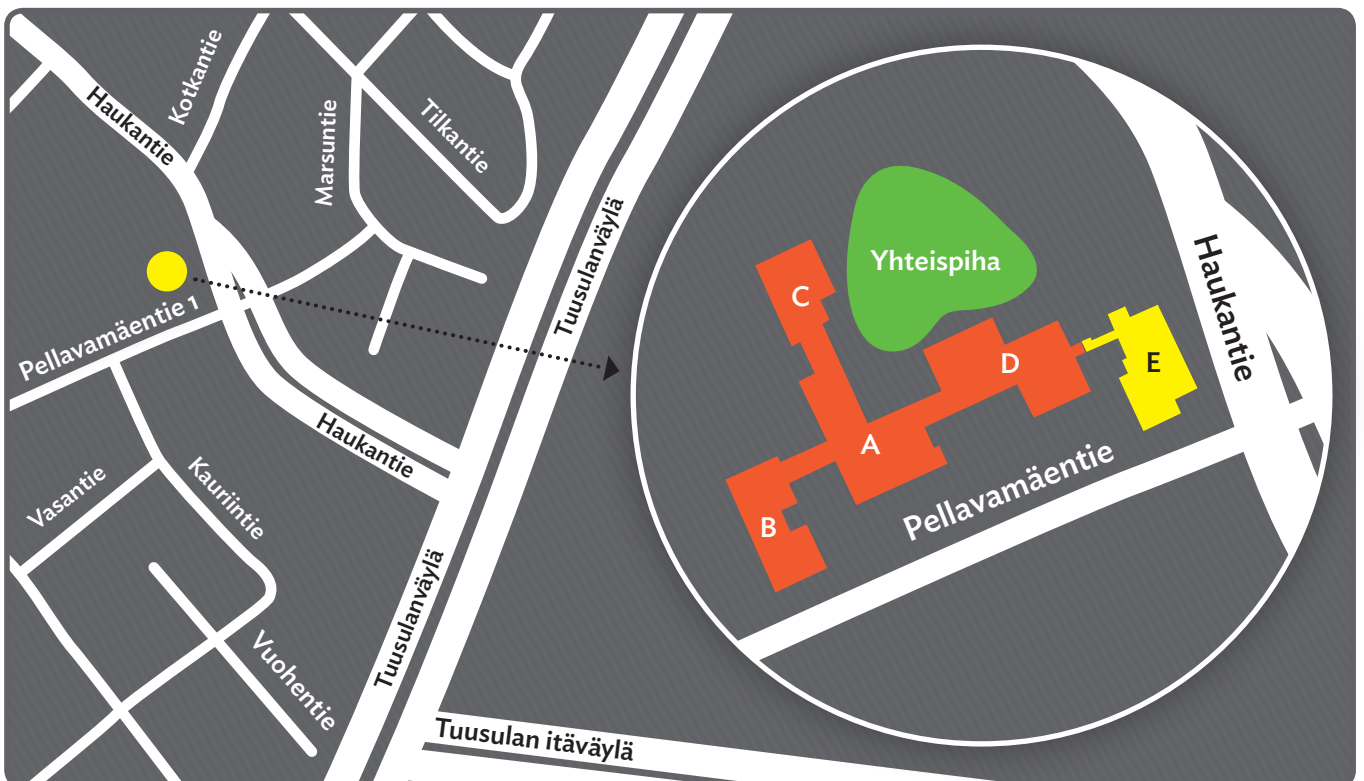 Kotkantie
Haukantie
Marsuntie
Tilkantie
Tuusulanväylä
Pellavamäentie 1
Haukantie
Vasantie
Kauriintie
Vuohentie
Tuusulanväylä
Tuusulan itäväylä
Yhteispiha
Haukantie
C
D
E
A
B
Pellavamäentie